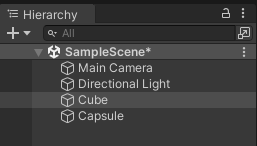 Hierarchy
All
SampleScene*
Main Camera
Directional Light
Cube
Capsule